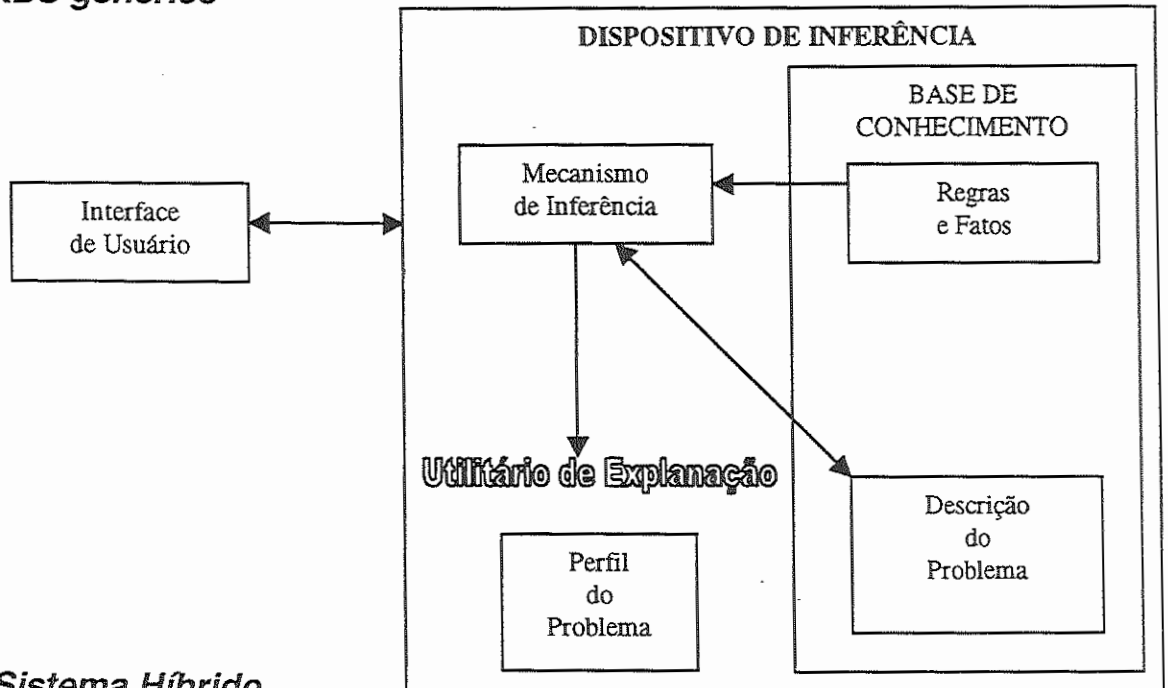 genérico
DISPOSITIVO DE INFERÊNCIA
BASE DE
CONHECIMENTO
Mecanismo
de Inferência
Regras
e Fatos
Interface
de Usuário
Utilitário de Explanação
Descrição
do
Problema
Perfil
do
Problema
Sistema Híbrido